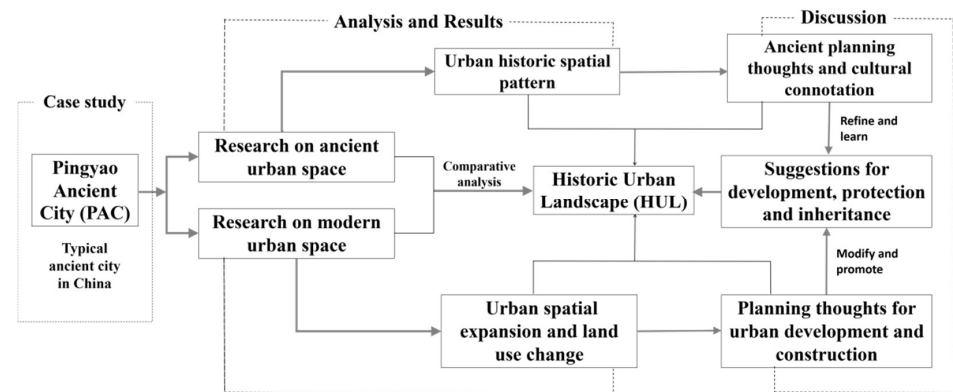 Analysis and Results
Discussion
Case study
Urban historic spatial
pattern
Ancient planning
thoughts and cultural
connotation
Refine and
learn
Pingyao
Ancient
City (PAC)
Typical
ancient city
in China
Research on ancient
urban space
Research on modern
urban space
Comparative
analysis
Historic Urban
Landscape (HUL)
Suggestions for
development, protection
and inheritance
Modify and
promote
Urban spatial
expansion and land
use change
Planning thoughts for
urban development and
construction